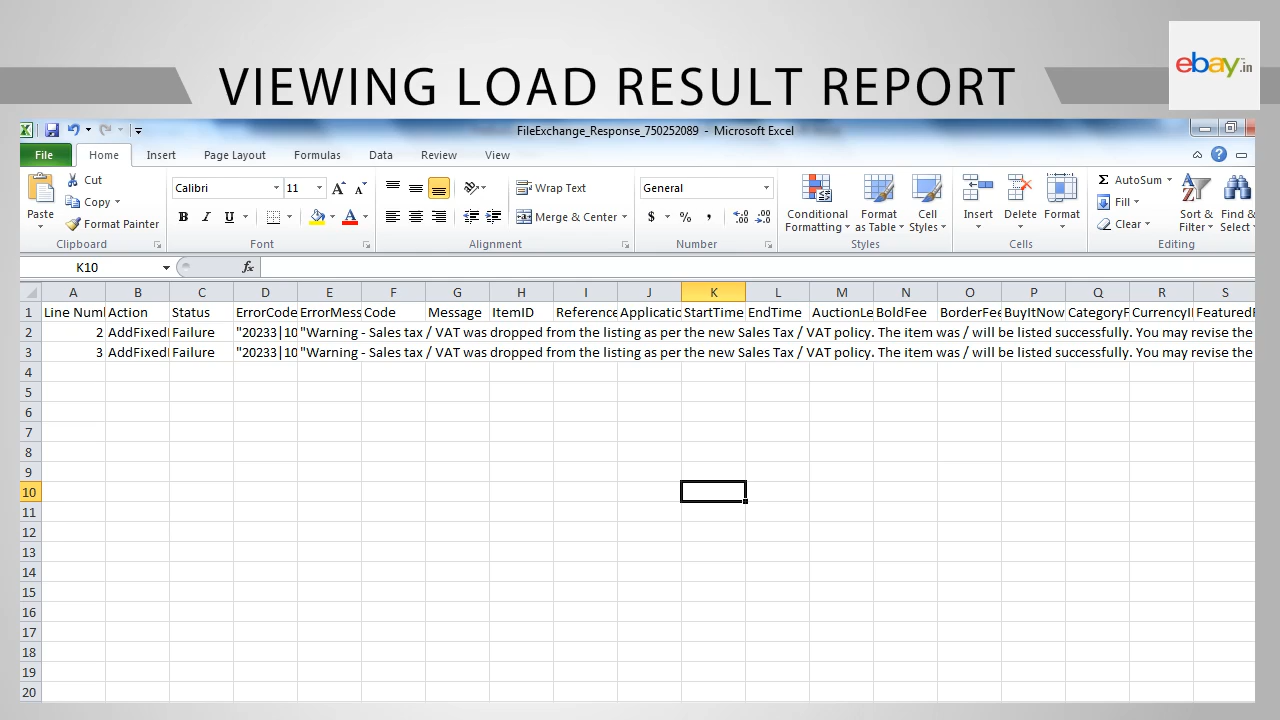 VIEWING LOAD RESULT REPORT
ebay.in
FileExchange_Response_750252089 - Microsoft Excel
File Home Insert Page Layout Formulas Data Review View
Cut
Copy
Format Painter
Paste
Clipboard
Calibri 11
B I U
Font
Wrap Text
Merge & Center
Alignment
General
$ % ,
Number
Conditional Formatting
Format as Table
Cell Styles
Styles
Insert Delete Format
Cells
AutoSum
Fill
Clear
Sort & Filter
Find & Select
Editing
K10 fx
A B C D E F G H I J K L M N O P Q R S
1 Line Num Action Status ErrorCode ErrorMess Code Message ItemID Reference Applicatio StartTime EndTime AuctionLe BoldFee BorderFee BuyItNow CategoryF CurrencyI FeaturedF
2 2 AddFixedI Failure "20233|10 "Warning - Sales tax / VAT was dropped from the listing as per the new Sales Tax / VAT policy. The item was / will be listed successfully. You may revise the
3 3 AddFixedI Failure "20233|10 "Warning - Sales tax / VAT was dropped from the listing as per the new Sales Tax / VAT policy. The item was / will be listed successfully. You may revise the
4
5
6
7
8
9
10
11
12
13
14
15
16
17
18
19
20